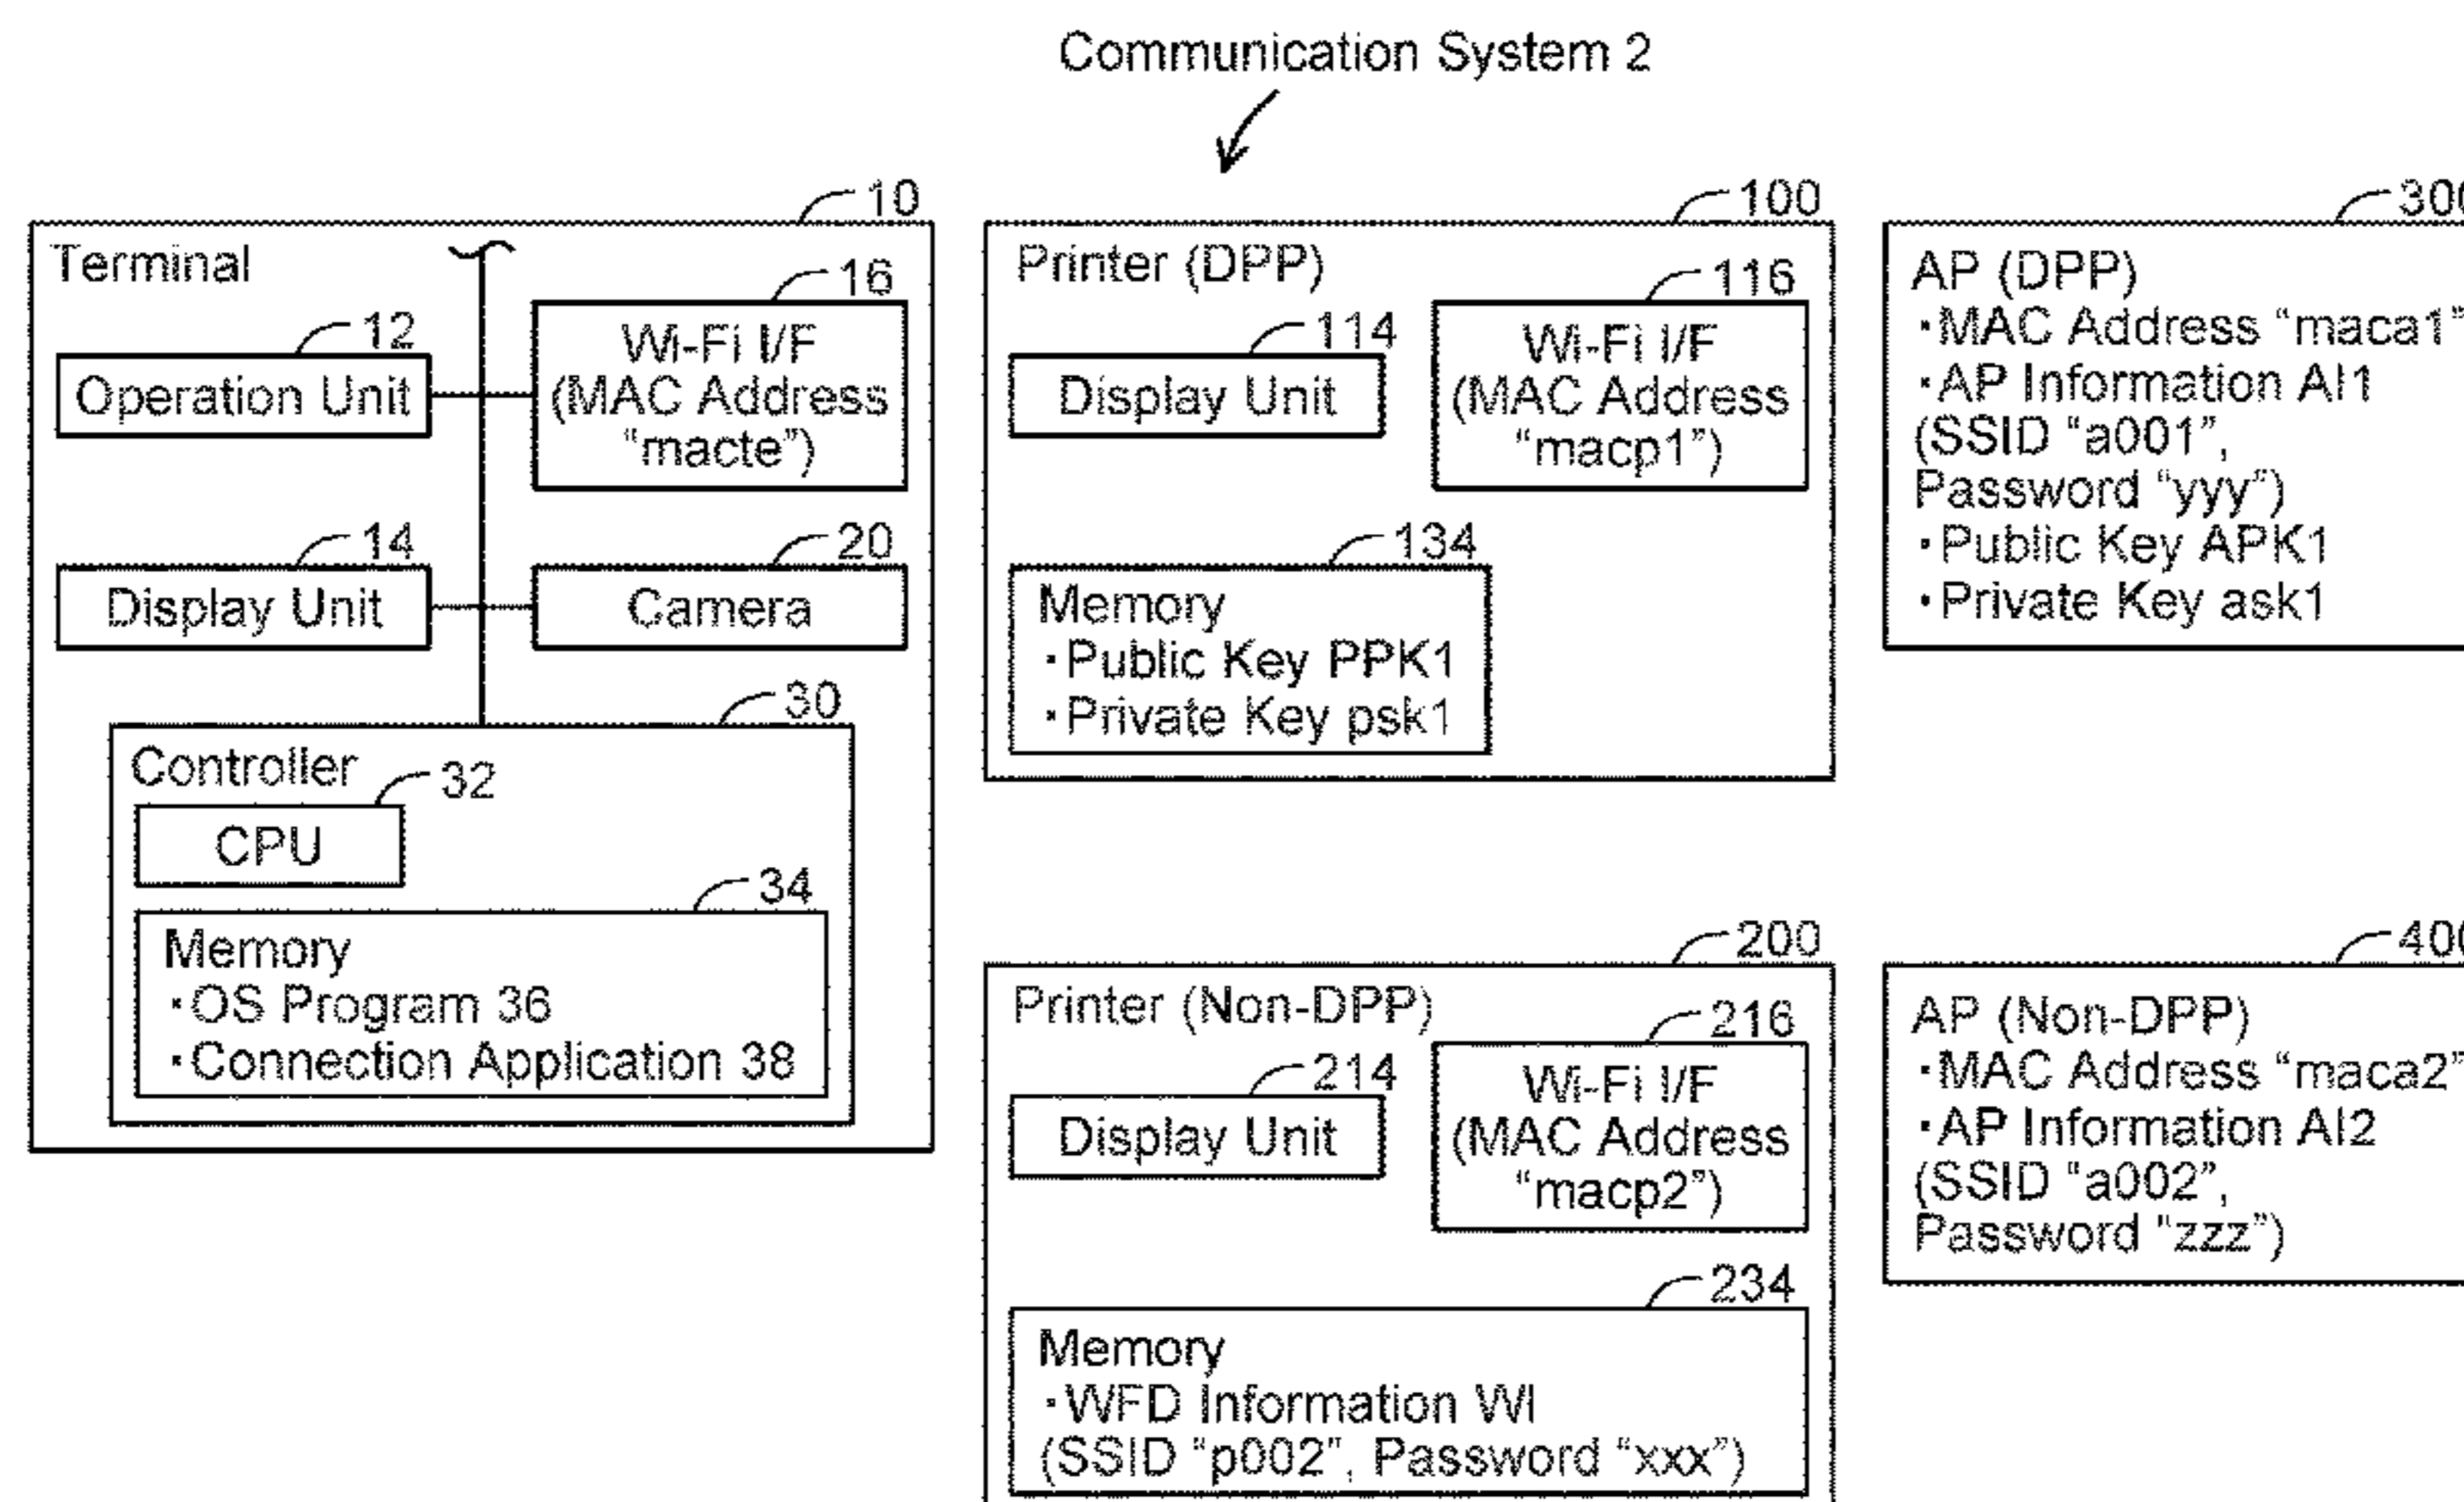 Communication System 2
10
Terminal
12
Operation Unit
16
Wi-Fi I/F
(MAC Address
“macte”)
14
Display Unit
20
Camera
30
Controller
32
CPU
34
Memory
・OS Program 36
・Connection Application 38
100
Printer (DPP)
114
Display Unit
116
Wi-Fi I/F
(MAC Address
“macp1”)
134
Memory
・Public Key PPK1
・Private Key psk1
300
AP (DPP)
・MAC Address “maca1”
・AP Information AI1
(SSID “a001”,
Password “yyy”)
・Public Key APK1
・Private Key ask1
200
Printer (Non-DPP)
214
Display Unit
216
Wi-Fi I/F
(MAC Address
“macp2”)
234
Memory
・WFD Information WI
(SSID “p002”, Password “xxx”)
400
AP (Non-DPP)
・MAC Address “maca2”
・AP Information AI2
(SSID “a002”,
Password “zzz”)